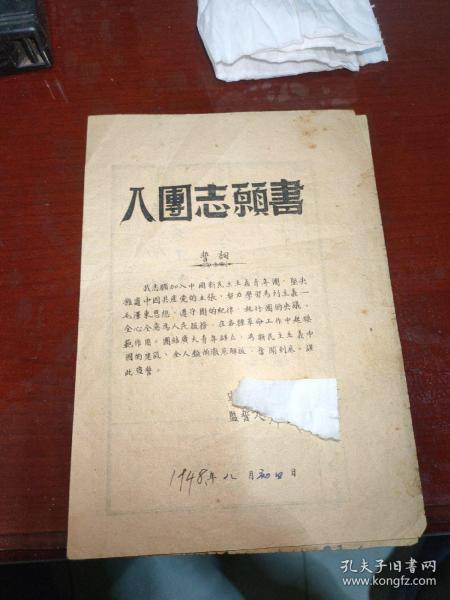 入團志願書
誓詞
我志願加入中國新民主主義青年團，堅決
擁護中國共產党的主張，努力學習馬列主義—
毛澤東思想，遵守團的紀律，執行團的決議，
全心全意為人民服務，在各種革命工作中起模
範作用。團結廣大青年群众，為新民主主義中
國的建設、全人類的徹底解放，奮鬪到底。謹
此宣誓。
監誓人
1948年八月初四日
孔夫子旧書网
www.kongfz.com